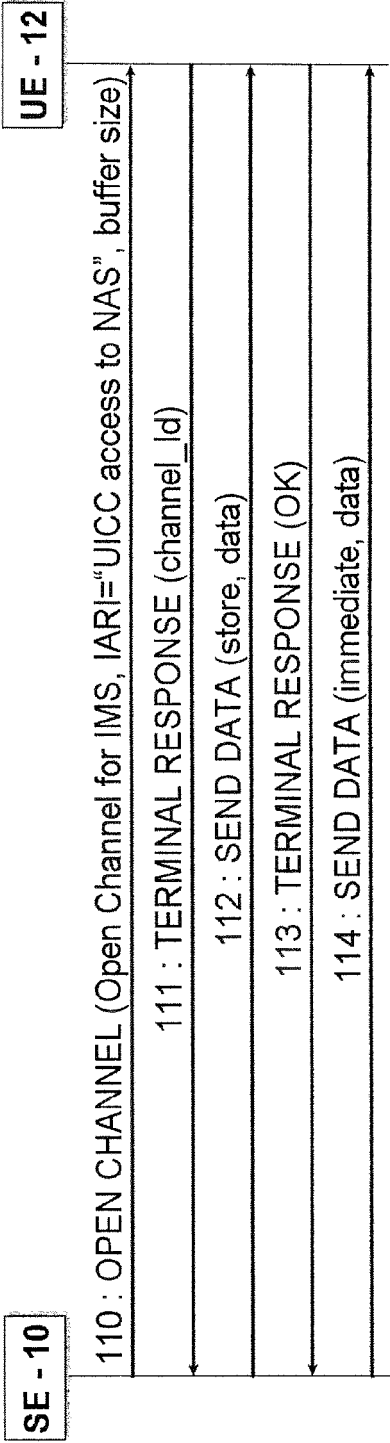 SE - 10
UE - 12
110 : OPEN CHANNEL (Open Channel for IMS, IARI=“UICC access to NAS”, buffer size)
111 : TERMINAL RESPONSE (channel_Id)
112 : SEND DATA (store, data)
113 : TERMINAL RESPONSE (OK)
114 : SEND DATA (immediate, data)